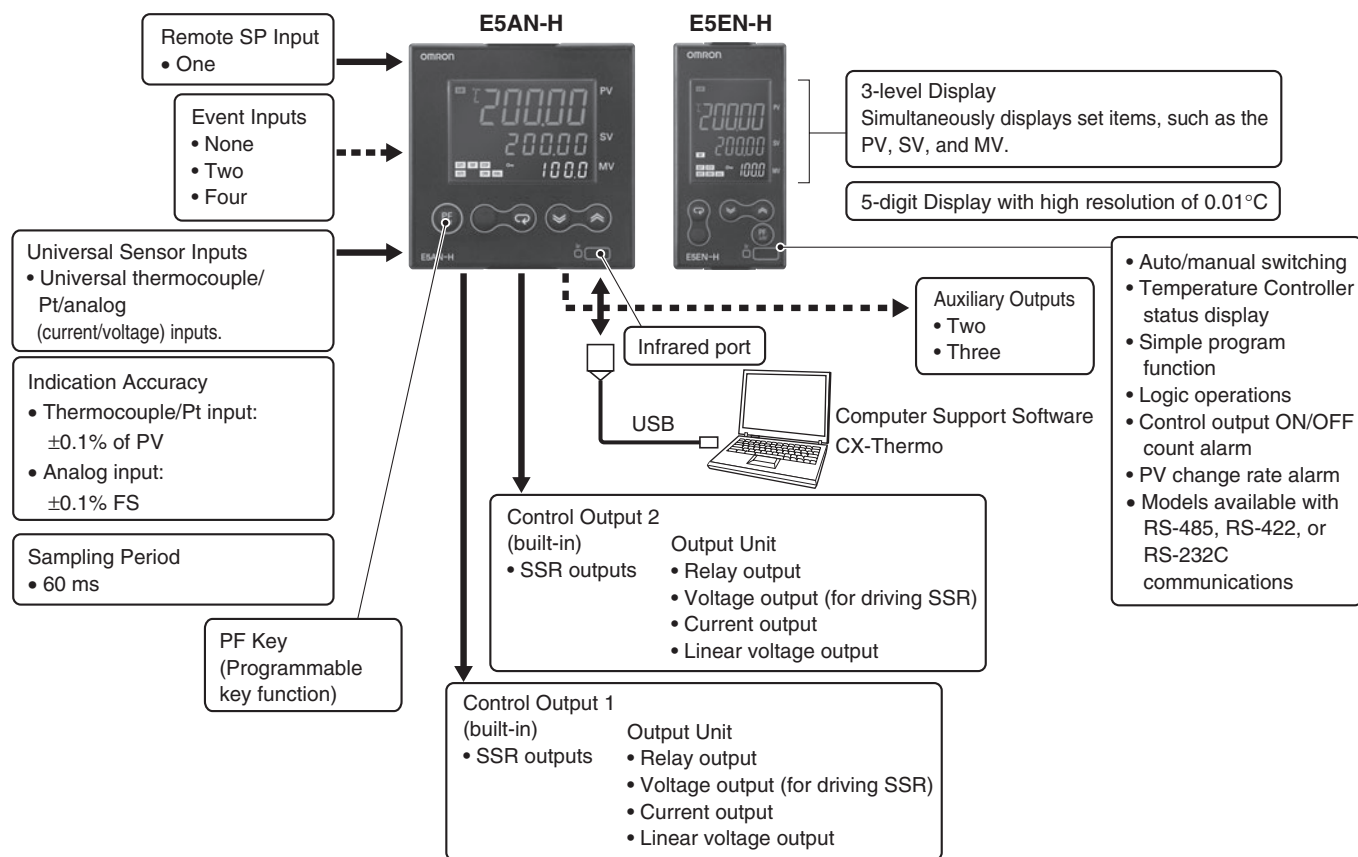 E5AN-H
E5EN-H
Remote SP Input
• One
Event Inputs
• None
• Two
• Four
Universal Sensor Inputs
• Universal thermocouple/
Pt/analog
(current/voltage) inputs.
Indication Accuracy
• Thermocouple/Pt input:
±0.1% of PV
• Analog input:
±0.1% FS
Sampling Period
• 60 ms
PF Key
(Programmable
key function)
OMRON
℃
200.00
PV
200.00
SV
100.0
MV
PF
E5AN-H
OMRON
℃
200.00
PV
200.00
SV
100.0
MV
PF
E5EN-H
3-level Display
Simultaneously displays set items, such as the
PV, SV, and MV.
5-digit Display with high resolution of 0.01°C
• Auto/manual switching
• Temperature Controller
status display
• Simple program
function
• Logic operations
• Control output ON/OFF
count alarm
• PV change rate alarm
• Models available with
RS-485, RS-422, or
RS-232C
communications
Auxiliary Outputs
• Two
• Three
Infrared port
USB
Computer Support Software
CX-Thermo
Control Output 2
(built-in)
• SSR outputs
Output Unit
• Relay output
• Voltage output (for driving SSR)
• Current output
• Linear voltage output
Control Output 1
(built-in)
• SSR outputs
Output Unit
• Relay output
• Voltage output (for driving SSR)
• Current output
• Linear voltage output